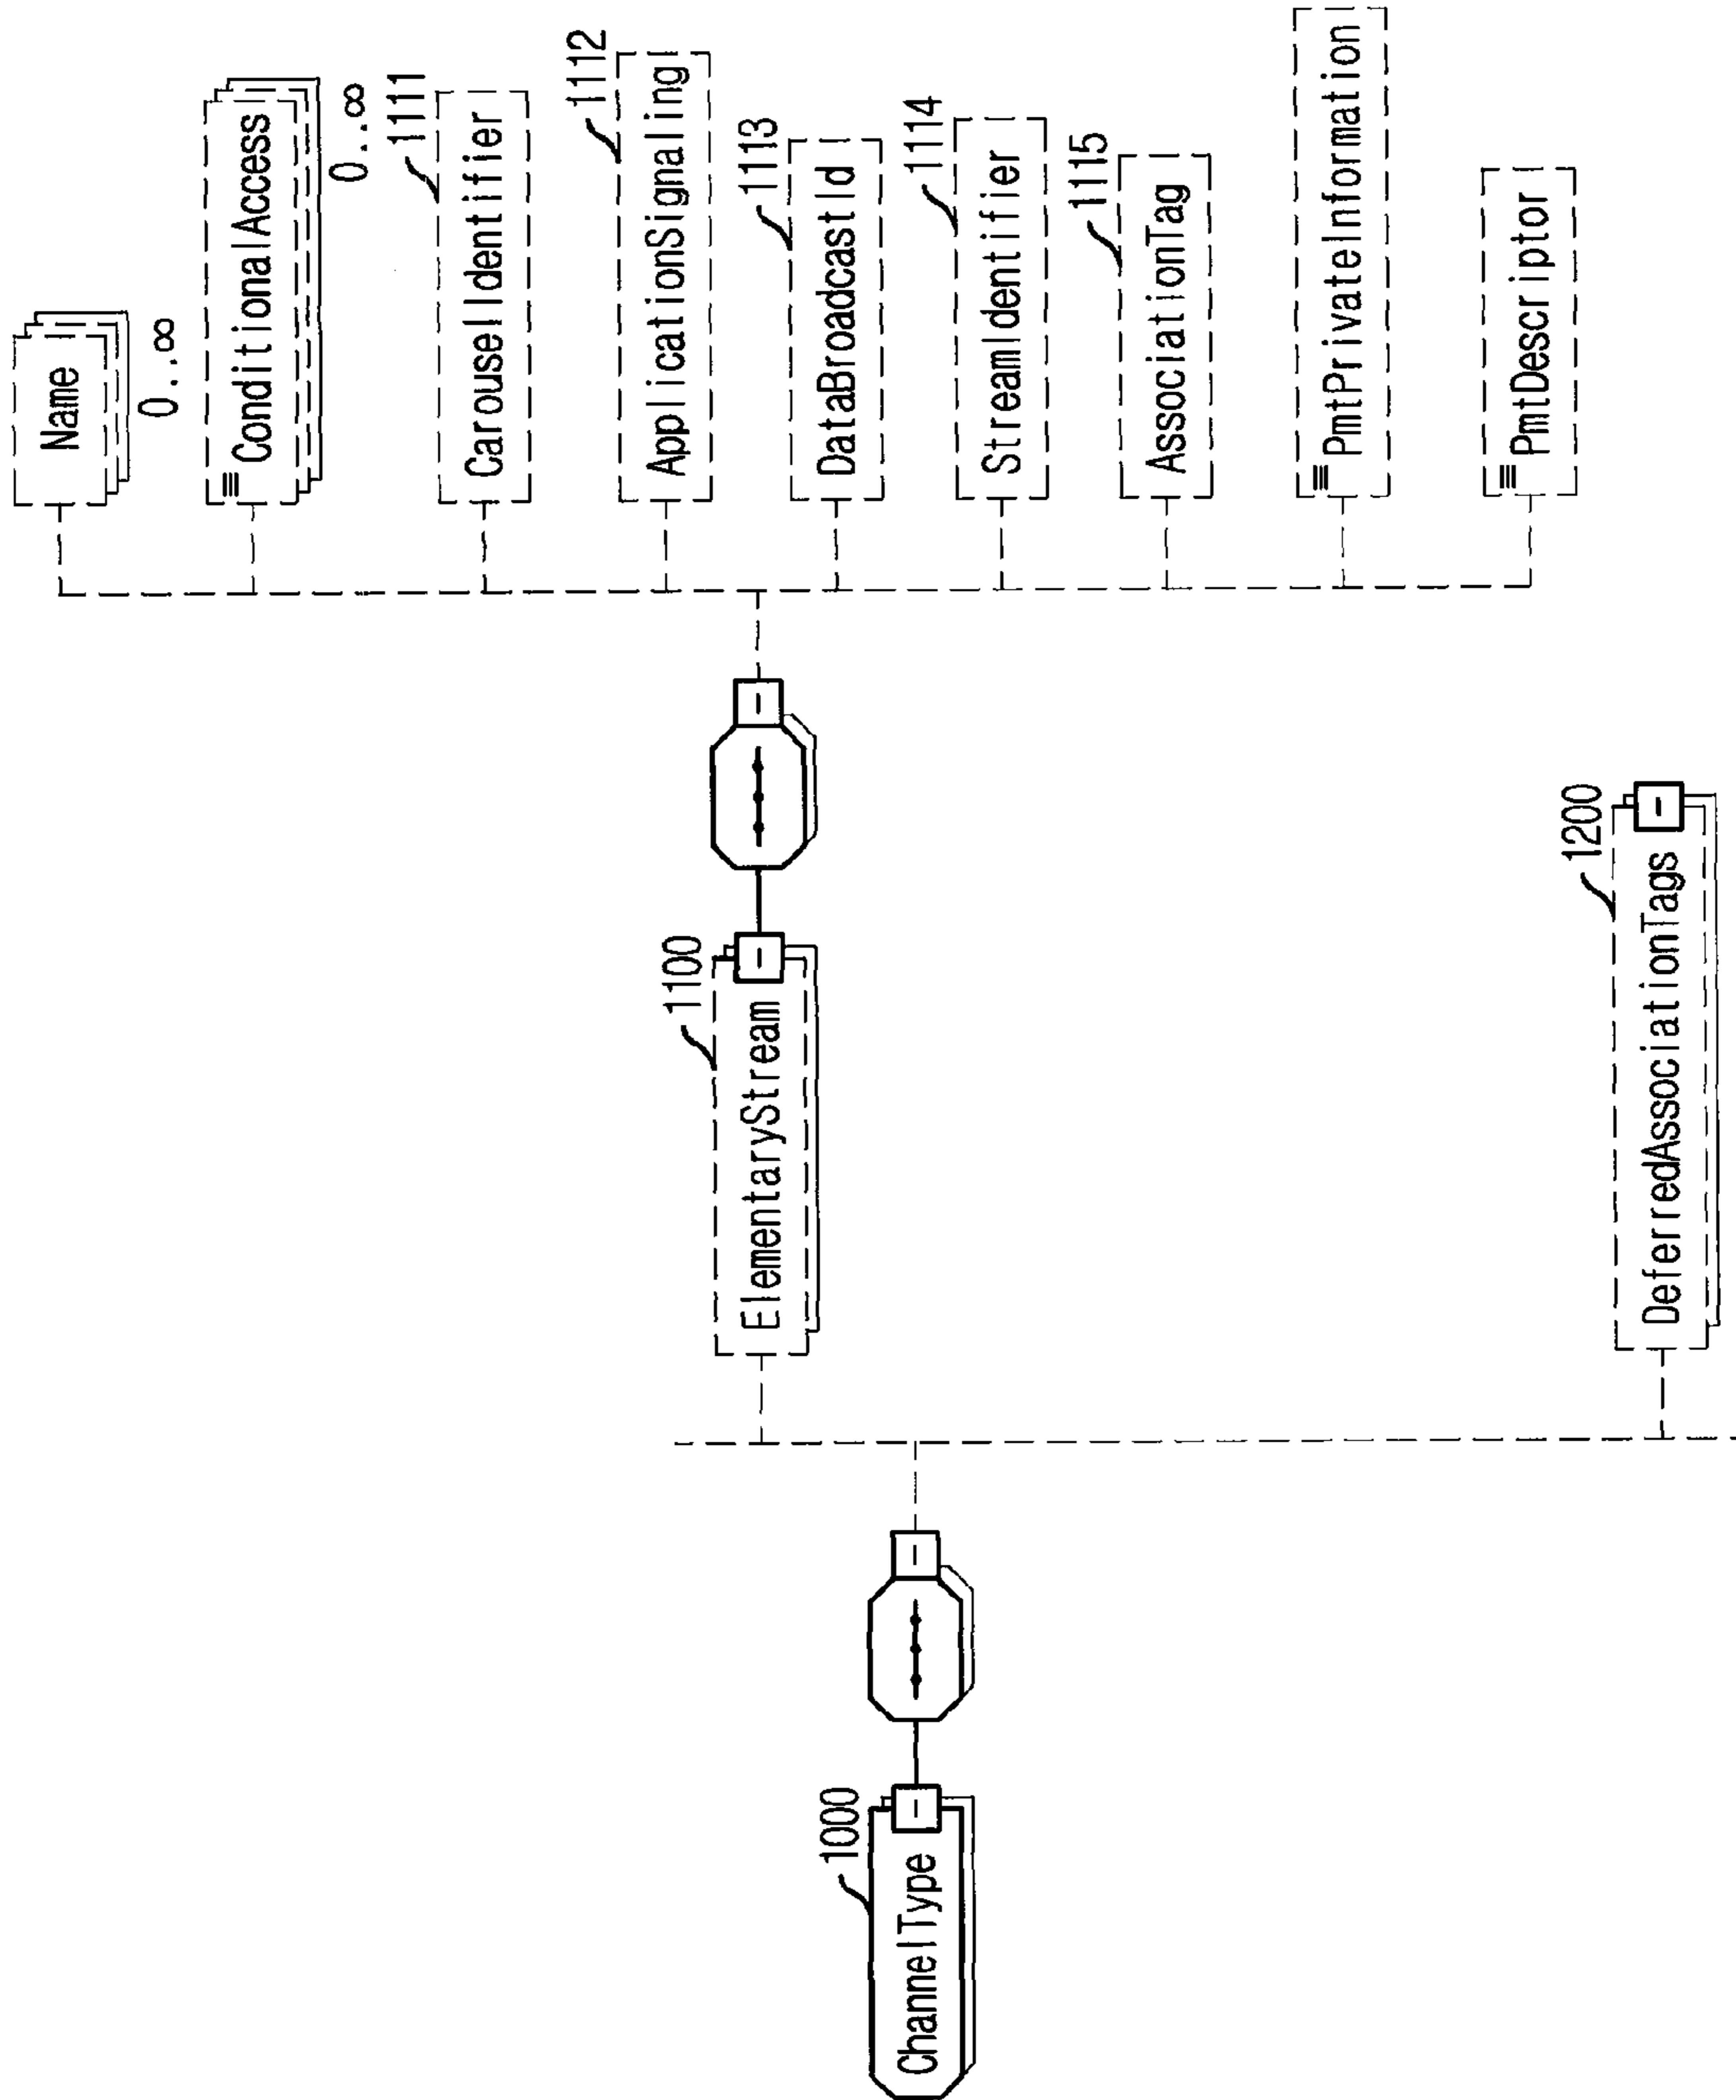 1000
ChannelType
1100
ElementaryStream
Name
0..∞
ConditionalAccess
0..∞
1111
CarouselIdentifier
1112
ApplicationSignaling
1113
DataBroadcastId
1114
StreamIdentifier
1115
AssociationTag
PmtPrivateInformation
PmtDescriptor
1200
DeferredAssociationTags